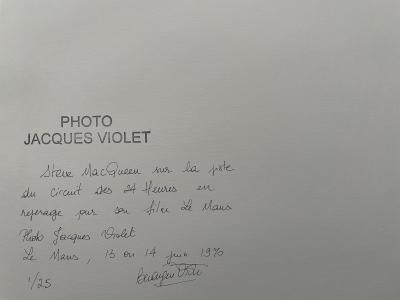 PHOTO
JACQUES VIOLET
Steve MacQueen sur la piste
du circuit des 24 Heures en
reperage pour son film Le Mans
Photo Jacques Violet
Le Mans, 13 ou 14 juin 1970
1/25